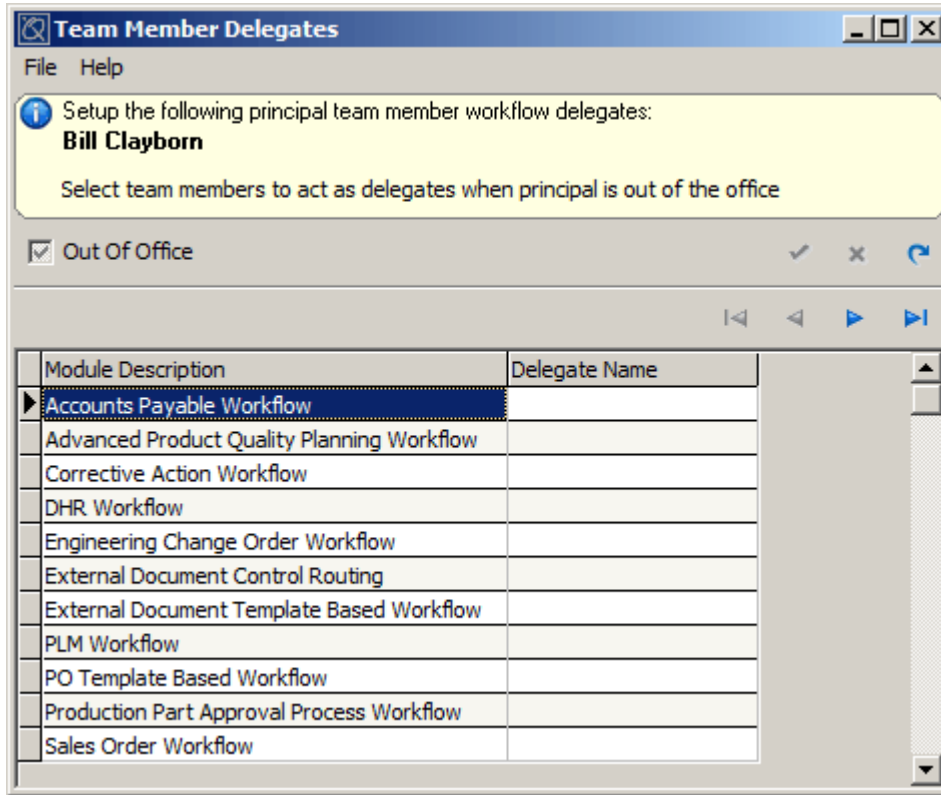 Team Member Delegates
File Help
Setup the following principal team member workflow delegates:
Bill Clayborn
Select team members to act as delegates when principal is out of the office
Out Of Office
Module Description Delegate Name
Accounts Payable Workflow
Advanced Product Quality Planning Workflow
Corrective Action Workflow
DHR Workflow
Engineering Change Order Workflow
External Document Control Routing
External Document Template Based Workflow
PLM Workflow
PO Template Based Workflow
Production Part Approval Process Workflow
Sales Order Workflow